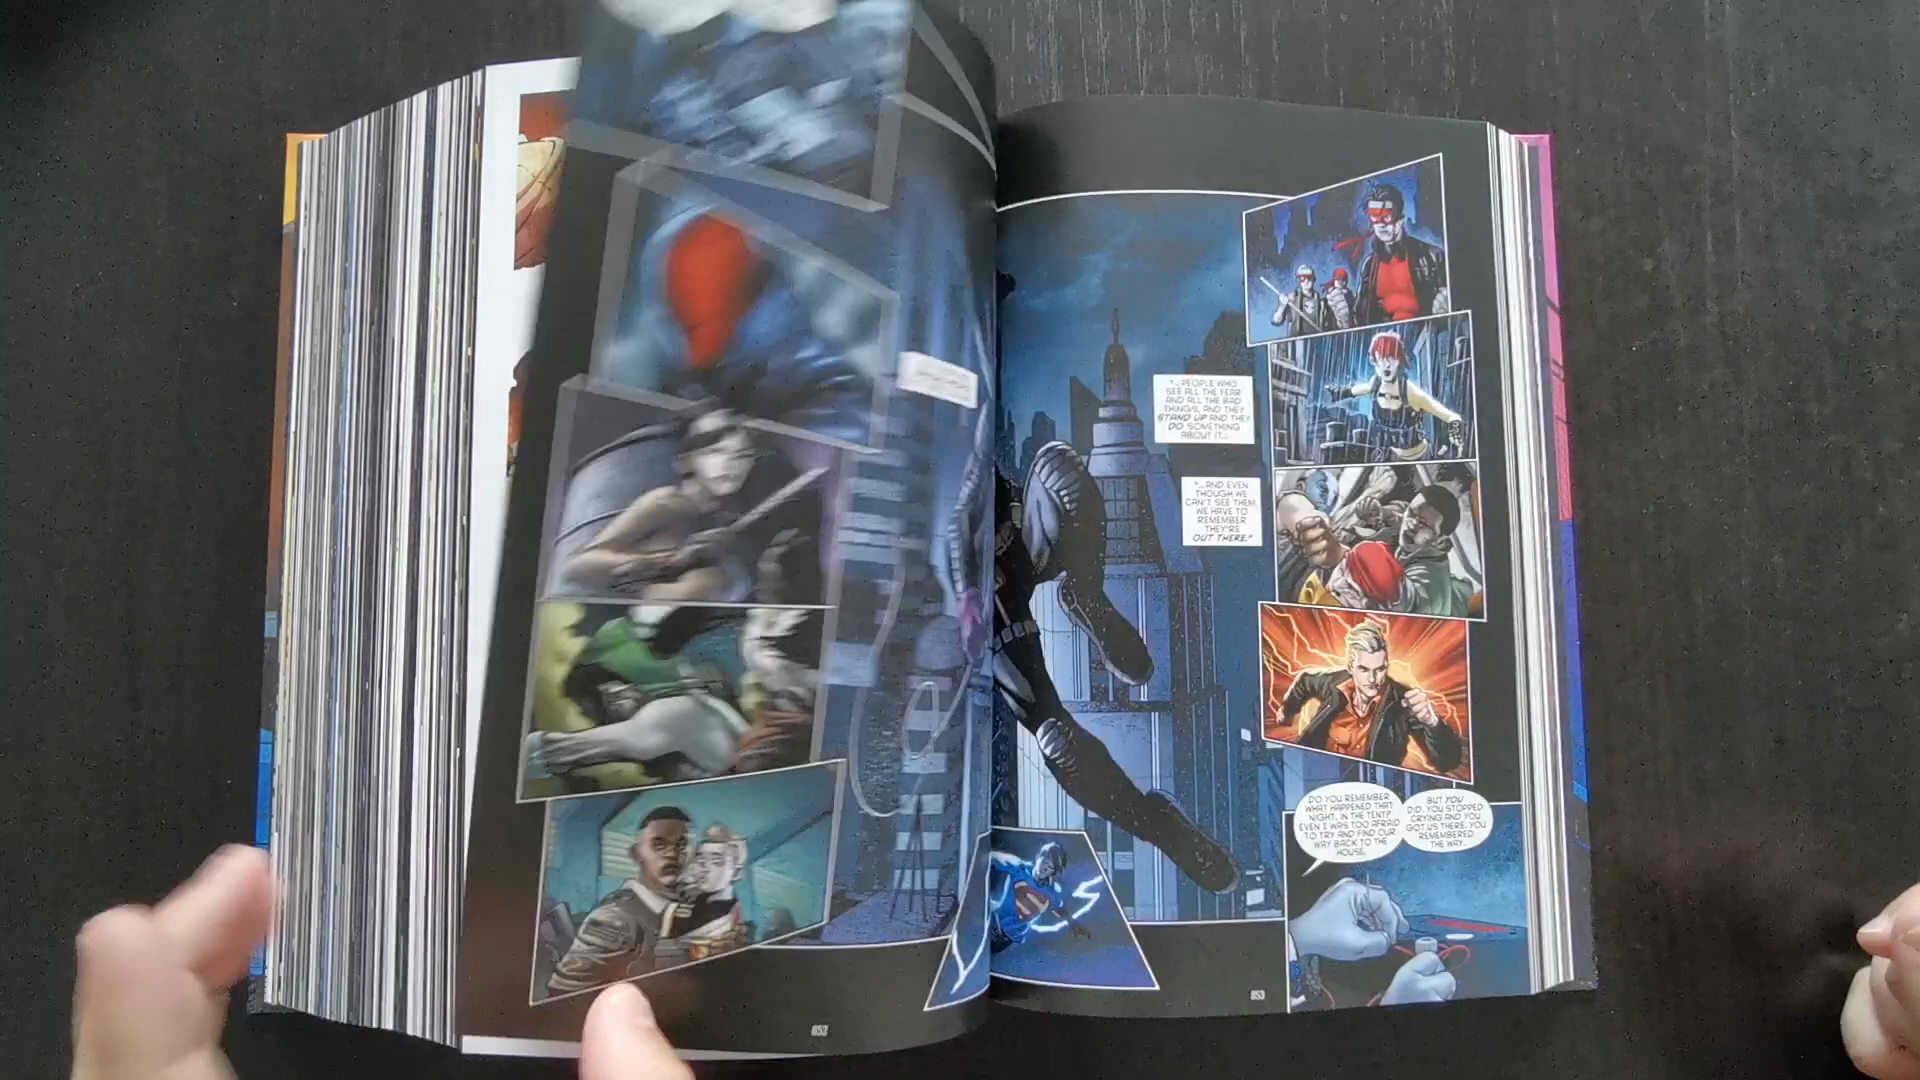 "...PEOPLE WHO
SEE ALL THE FEAR
AND ALL THE BAD
THINGS, AND THEY
STAND UP AND THEY
DO SOMETHING
ABOUT IT...
"...AND EVEN
THOUGH WE
CAN'T SEE THEM,
WE HAVE TO
REMEMBER
THEY'RE
OUT THERE."
DO YOU REMEMBER
WHAT HAPPENED THAT
NIGHT, IN THE TENT?
EVEN I WAS TOO AFRAID
TO TRY AND FIND OUR
WAY BACK TO THE
HOUSE.
BUT YOU
DID. YOU STOPPED
CRYING AND YOU
GOT US THERE. YOU
REMEMBERED
THE WAY...